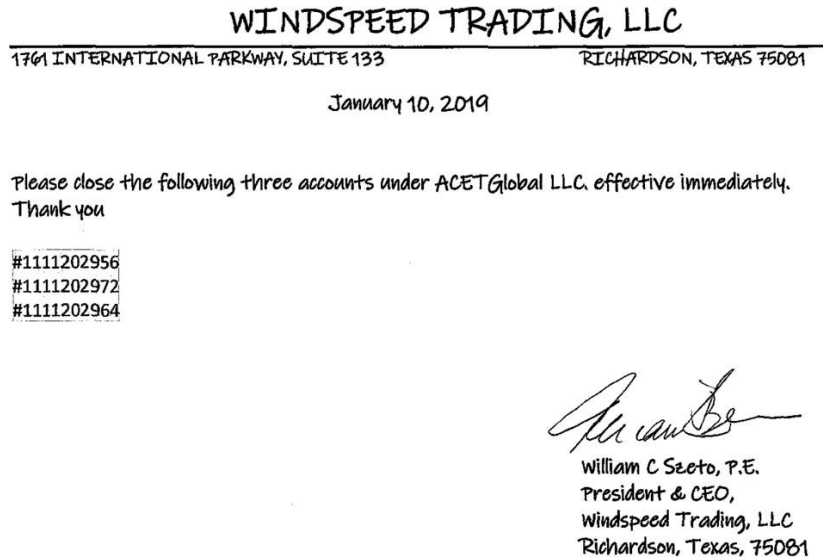 WINDSPEED TRADING, LLC
1761 INTERNATIONAL PARKWAY, SUITE 133 RICHARDSON, TEXAS 75081
January 10, 2019
Please close the following three accounts under ACETGlobal LLC. effective immediately.
Thank you
#1111202956
#1111202972
#1111202964
William C Szeto, P.E.
President & CEO,
Windspeed Trading, LLC
Richardson, Texas, 75081